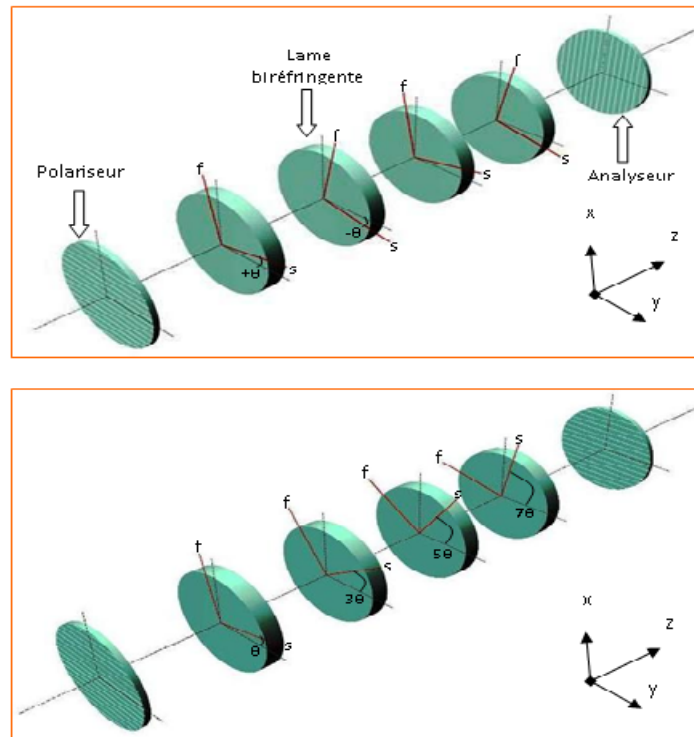 Lame
biréfringente
Polariseur
Analyseur
f
f
f
f
s
s
s
s
+θ
-θ
x
z
y
f
f
f
f
s
s
s
s
θ
3θ
5θ
7θ
x
z
y